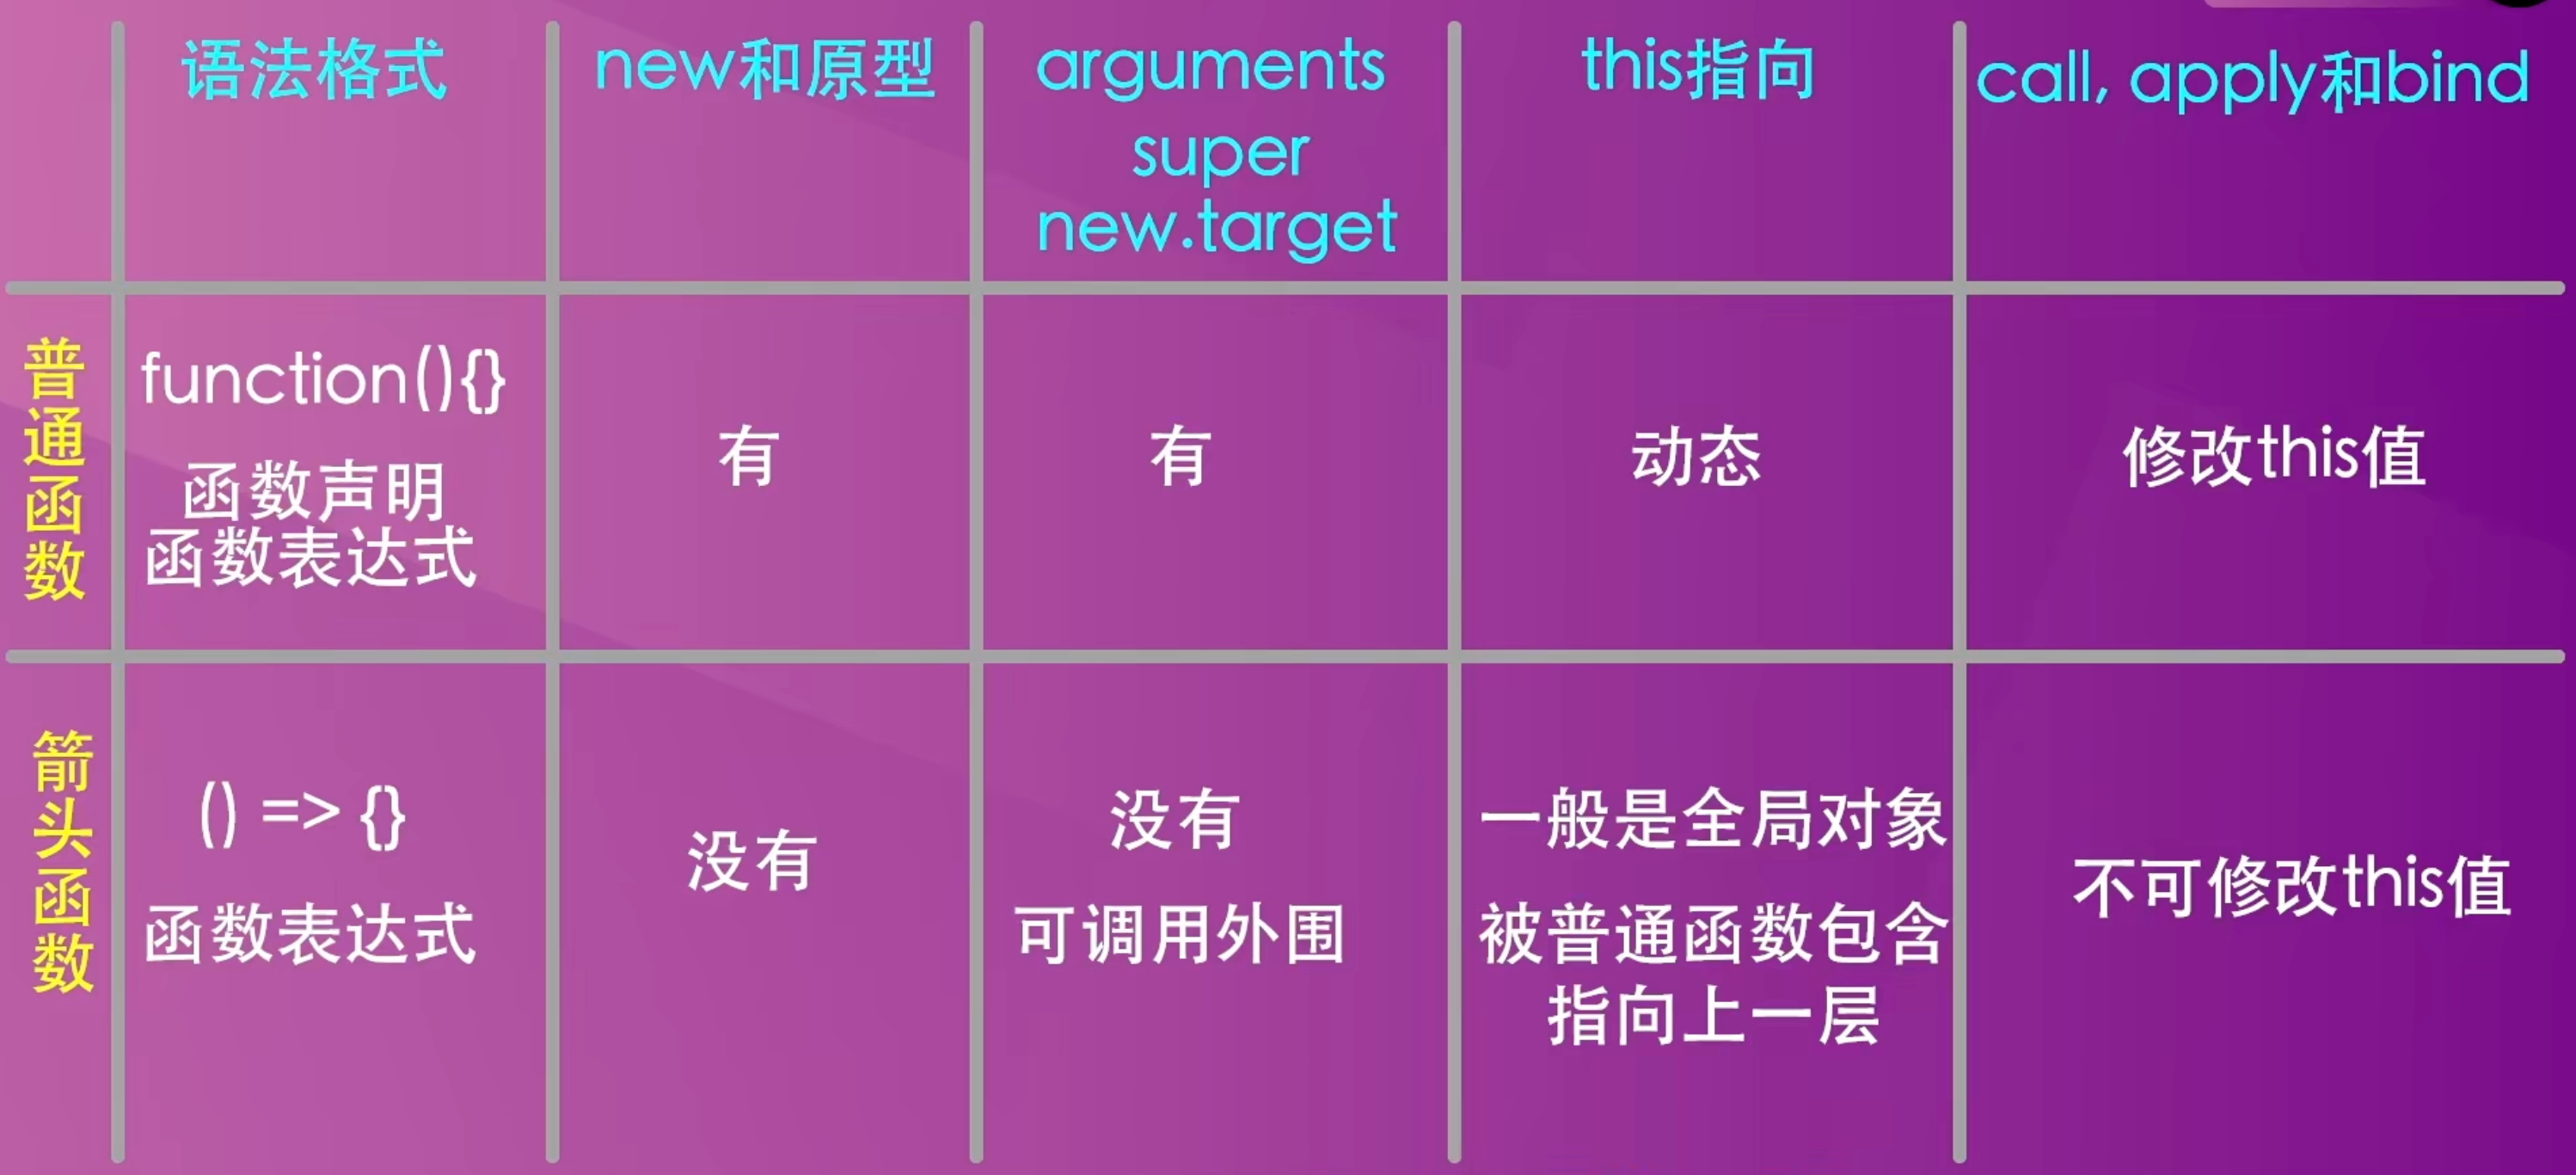 语法格式
new和原型
arguments
super
new.target
this指向
call, apply和bind
普通函数
function(){}
函数声明
函数表达式
有
有
动态
修改this值
箭头函数
() => {}
函数表达式
没有
没有
可调用外围
一般是全局对象
被普通函数包含
指向上一层
不可修改this值